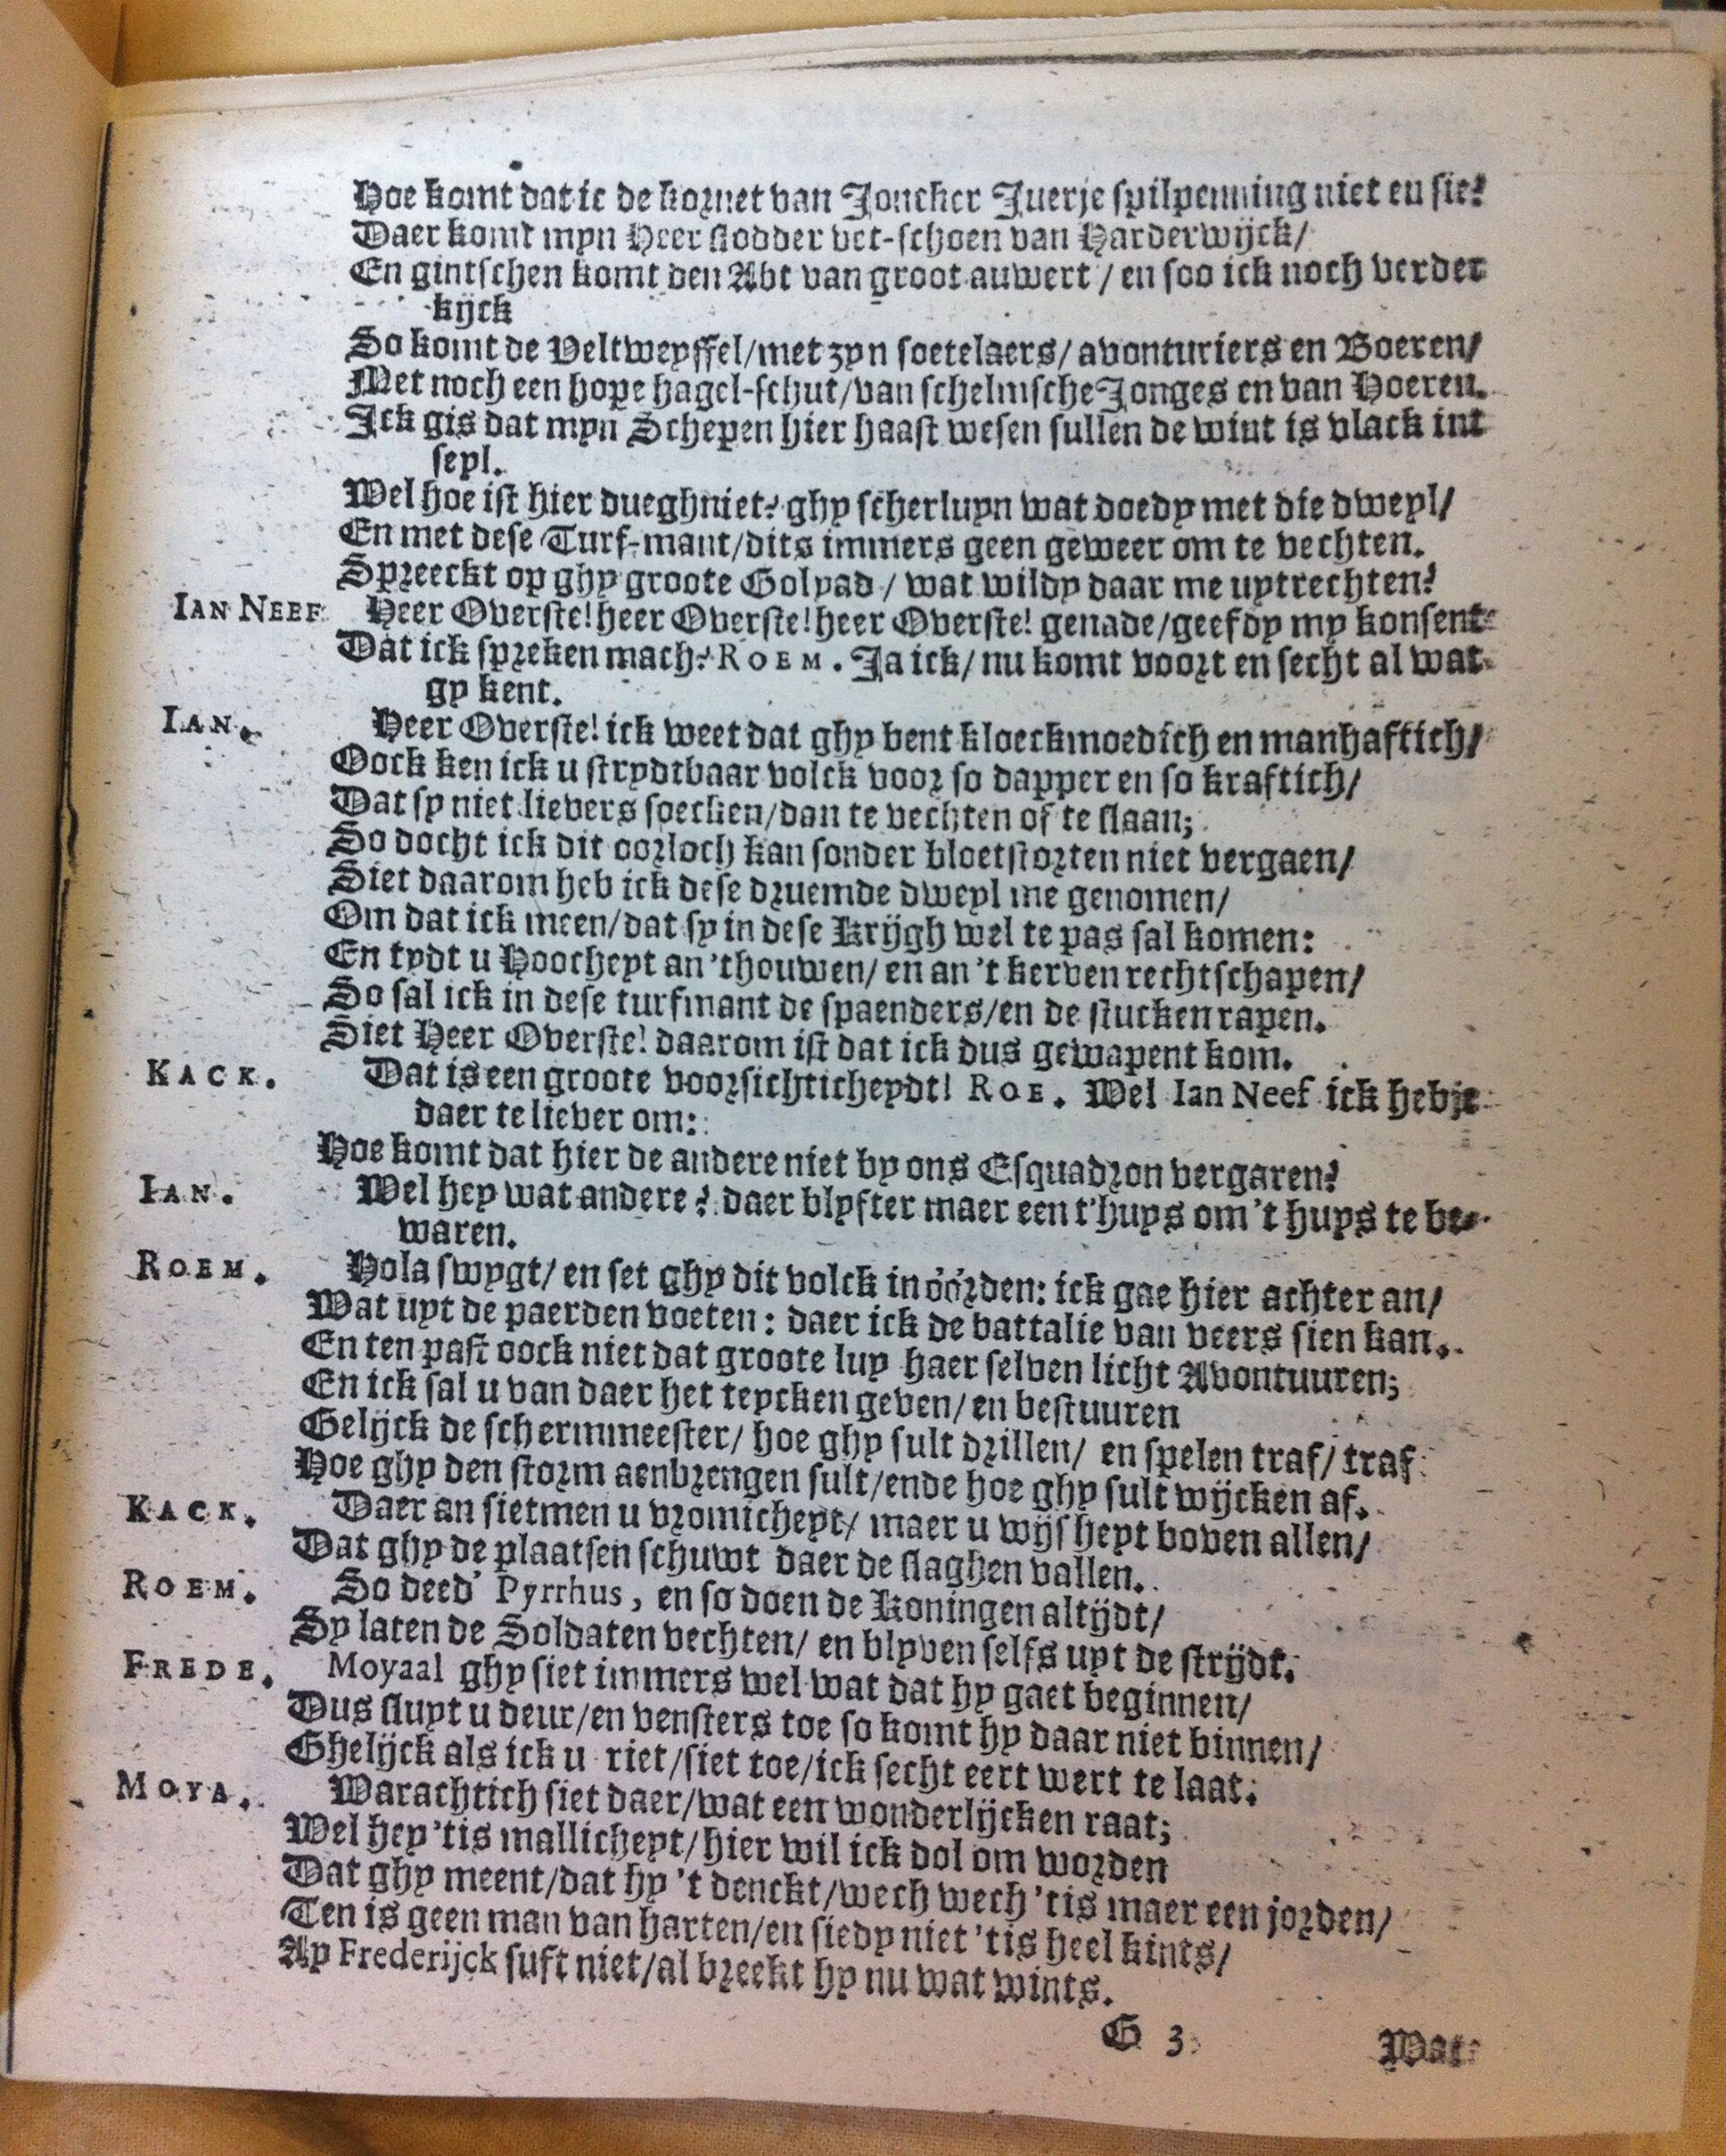 Hoe komt dat ic de kornet van Joncker Juerje spilpenning niet en sie?
Daer komt myn Heer slodder vet-schoen van Harderwijck/
En gintschen komt den Abt van groot auwert / en soo ick noch verder
kijck
So komt de Veltweyffel/met zyn soetelaers/ avonturiers en Boeren/
Met noch een hope hagel-schut/van schelmsche Jonges en van Hoeren.
Ick gis dat myn Schepen hier haast wesen sullen de wint is vlack int
seyl.
Wel hoe ist hier dueghniet? ghy scherluyn wat doedy met die dweyl/
En met dese Turf-mant/dits immers geen geweer om te vechten.
Spreeckt op ghy groote Golyad / wat wildy daar me uytrechten?
IAN NEEF Heer Overste! heer Overste! heer Overste! genade/geefdy my konsent
Dat ick spreken mach? ROEM. Ja ick/ nu komt voort en secht al wat
gy kent.
IAN. Heer Overste! ick weet dat ghy bent kloeckmoedich en manhaftich/
Oock ken ick u strydtbaar volck voor so dapper en so kraftich/
Dat sy niet lievers soecken/dan te vechten of te slaan;
So docht ick dit oorloch kan sonder bloetstorten niet vergaen/
Siet daarom heb ick dese druemde dweyl me genomen/
Om dat ick meen/dat sy in dese Krijgh wel te pas sal komen:
En tydt u Hoocheyt an 'thouwen/ en an 't kerven rechtschapen/
So sal ick in dese turfmant de spaenders/en de stucken rapen.
Siet Heer Overste! daarom ist dat ick dus gewapent kom.
KACK. Dat is een groote voorsichticheydt! ROE. Wel Ian Neef ick hebje
daer te liever om:
Hoe komt dat hier de andere niet by ons Esquadron vergaren?
IAN. Wel hey wat andere? daer blyfter maer een t'huys om 't huys te be-
waren.
ROEM. Hola swygt/ en set ghy dit volck in óórden: ick gae hier achter an/
Wat uyt de paerden voeten: daer ick de battalie van veers sien kan.
En ten past oock niet dat groote luy haer selven licht Avontuuren;
En ick sal u van daer het teycken geven/ en bestuuren
Gelijck de schermmeester/ hoe ghy sult drillen/ en spelen traf/ traf
Hoe ghy den storm aenbrengen sult/ende hoe ghy sult wijcken af.
KACK. Daer an sietmen u vromicheyt/ maer u wijsheyt boven allen/
Dat ghy de plaatsen schuwt daer de slaghen vallen.
ROEM. So deed' Pyrrhus, en so doen de Koningen altijdt/
Sy laten de Soldaten vechten/ en blyven selfs uyt de strijdt.
FREDE. Moyaal ghy siet immers wel wat dat hy gaet beginnen/
Dus sluyt u deur/en vensters toe so komt hy daar niet binnen/
Ghelijck als ick u riet/siet toe/ick secht eert wert te laat.
MOYA. Warachtich siet daer/wat een wonderlijcken raat;
Wel hey 'tis mallicheyt/hier wil ick dol om worden
Dat ghy meent/dat hy 't denckt/wech wech 'tis maer een jorden/
Ten is geen man van harten/en siedy niet 'tis heel kints/
Ay Frederijck suft niet/al breekt hy nu wat wints.
G 3 Wat